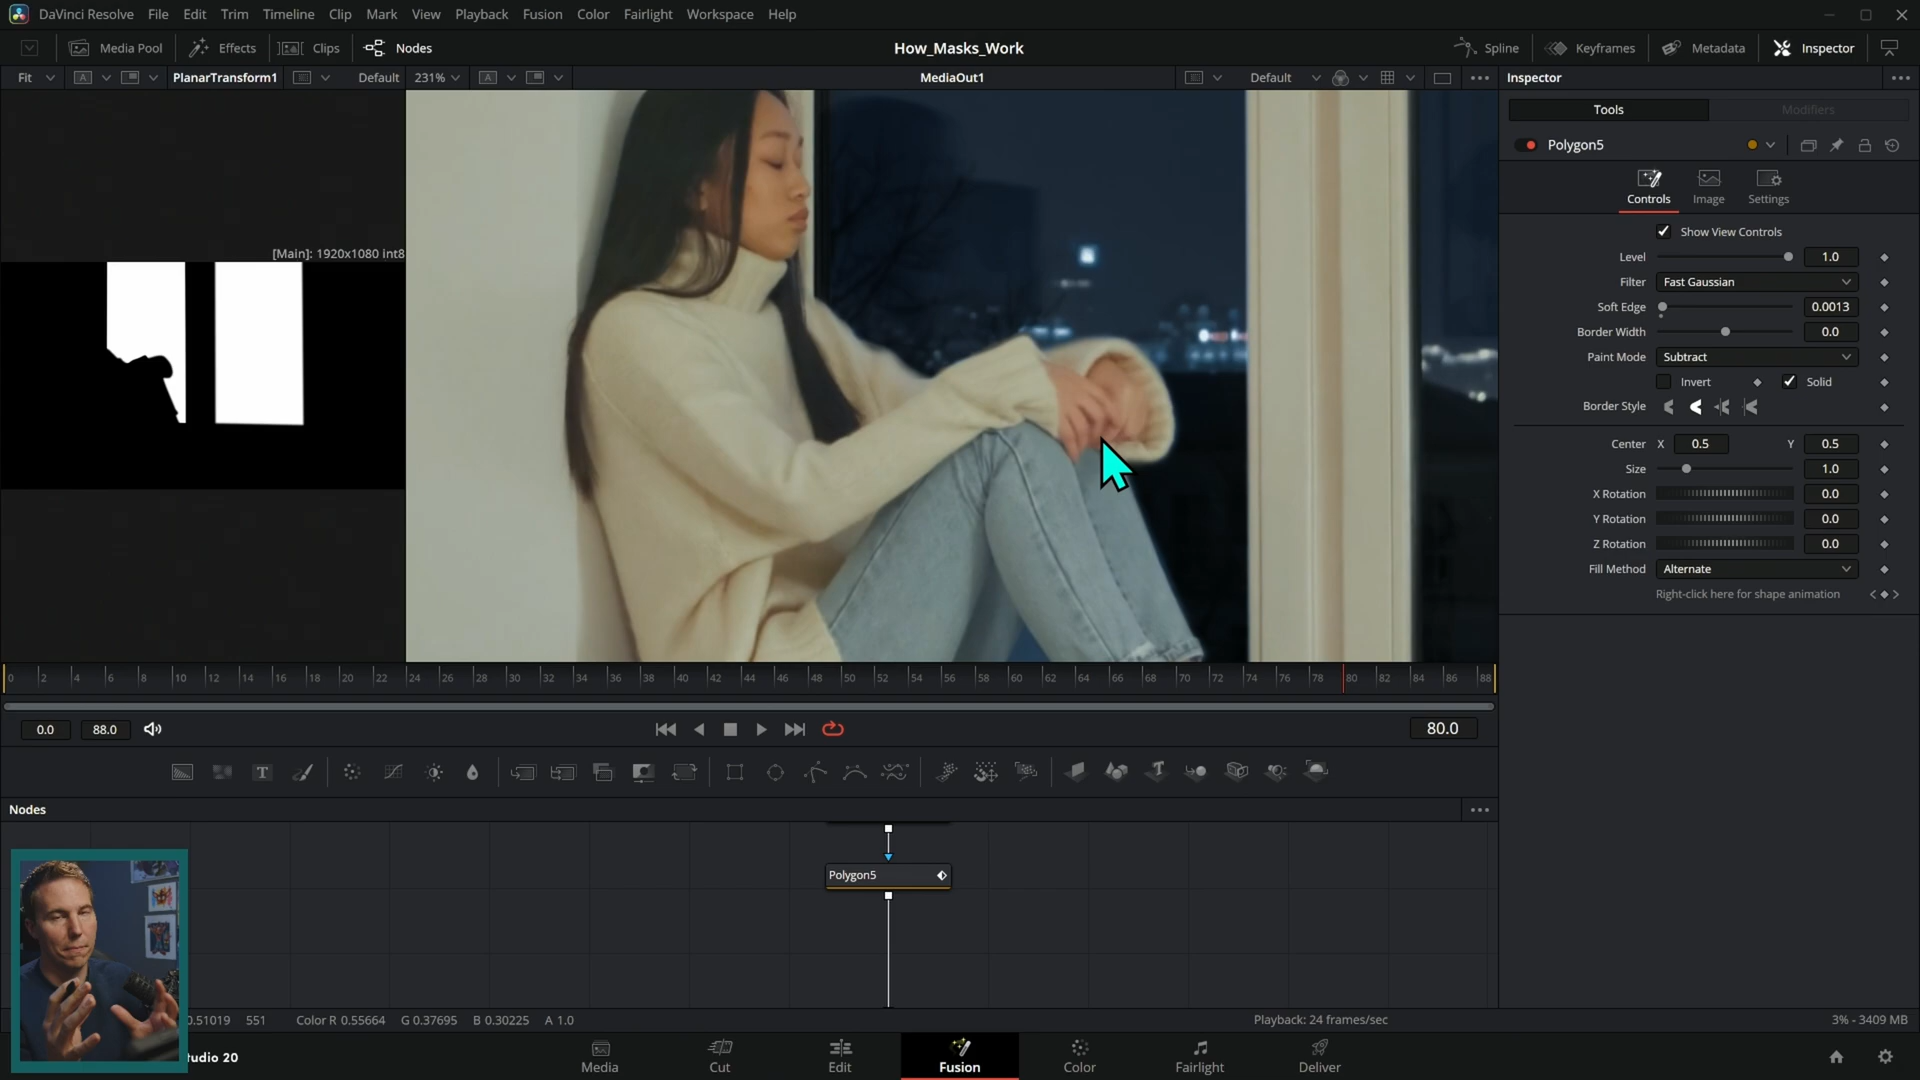 DaVinci Resolve File Edit Trim Timeline Clip Mark View Playback Fusion Color Fairlight Workspace Help
Media Pool Effects Clips Nodes How_Masks_Work Spline Keyframes Metadata Inspector
Fit A PlanarTransform1 Default 231% A MediaOut1 Default Inspector
Tools Modifiers
Polygon5
Controls Image Settings
Show View Controls
[Main]: 1920x1080 int8
Level 1.0
Filter Fast Gaussian
Soft Edge 0.0013
Border Width 0.0
Paint Mode Subtract
Invert Solid
Border Style
Center X 0.5 Y 0.5
Size 1.0
X Rotation 0.0
Y Rotation 0.0
Z Rotation 0.0
Fill Method Alternate
Right-click here for shape animation
0 2 4 6 8 10 12 14 16 18 20 22 24 26 28 30 32 34 36 38 40 42 44 46 48 50 52 54 56 58 60 62 64 66 68 70 72 74 76 78 80 82 84 86 88
0.0 88.0 80.0
T T
Nodes
Polygon5
0.51019 551 Color R 0.55664 G 0.37695 B 0.30225 A 1.0 Playback: 24 frames/sec 3% - 3409 MB
tudio 20
Media Cut Edit Fusion Color Fairlight Deliver